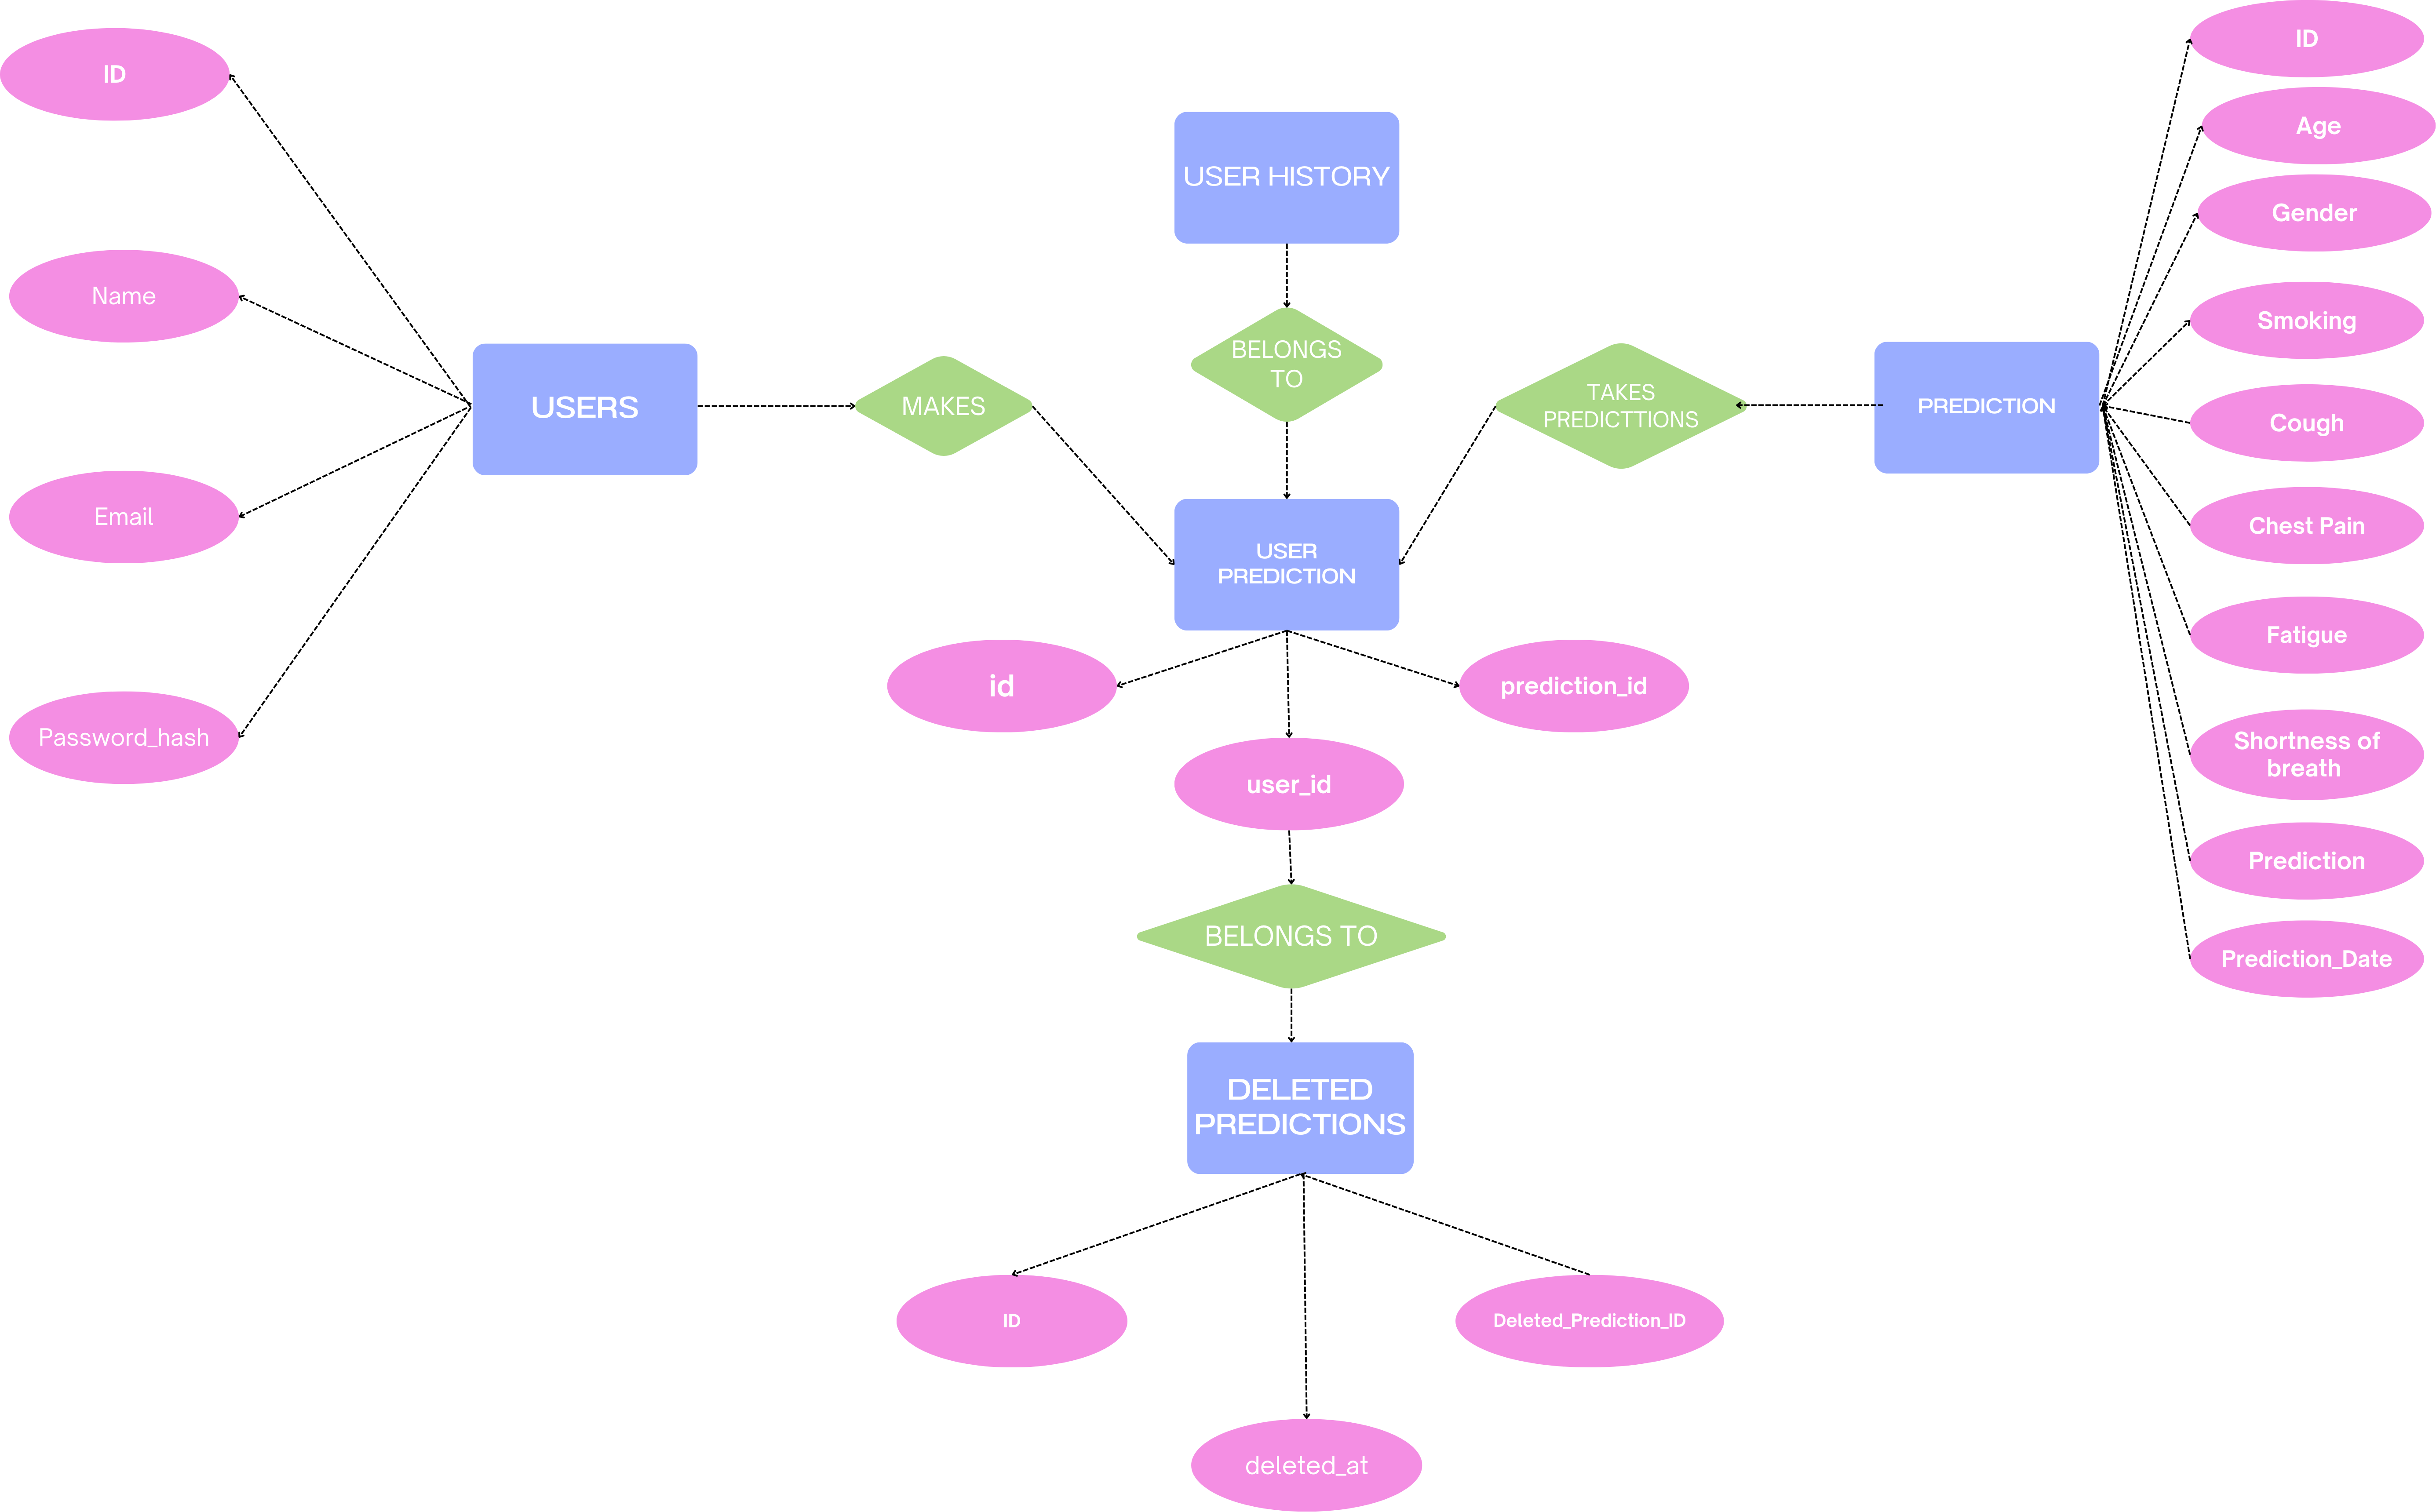 ID
Name
Email
Password_hash
USERS
MAKES
USER HISTORY
BELONGS
TO
TAKES
PREDICTTIONS
PREDICTION
USER
PREDICTION
id
prediction_id
user_id
BELONGS TO
DELETED
PREDICTIONS
ID
Deleted_Prediction_ID
deleted_at
ID
Age
Gender
Smoking
Cough
Chest Pain
Fatigue
Shortness of
breath
Prediction
Prediction_Date